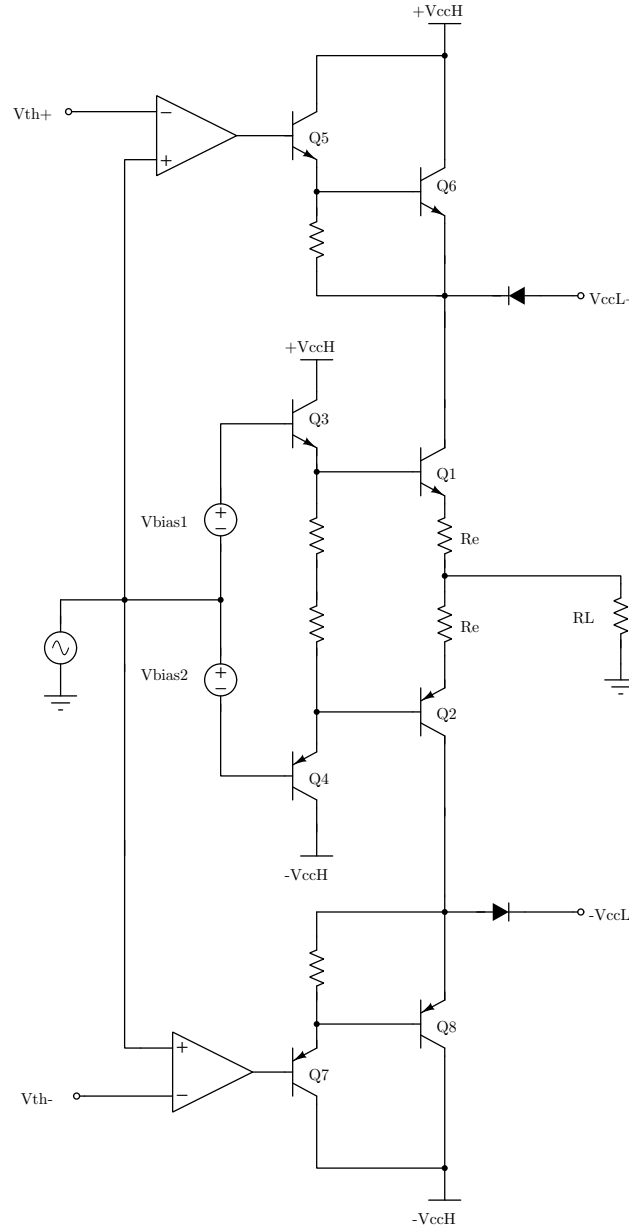 +VccH
Vth+
−
+
Q5
Q6
VccL+
+VccH
Q3
Q1
+
−
Vbias1
Re
RL
Re
+
−
Vbias2
Q2
Q4
-VccH
-VccL
Q8
+
−
Q7
Vth-
-VccH